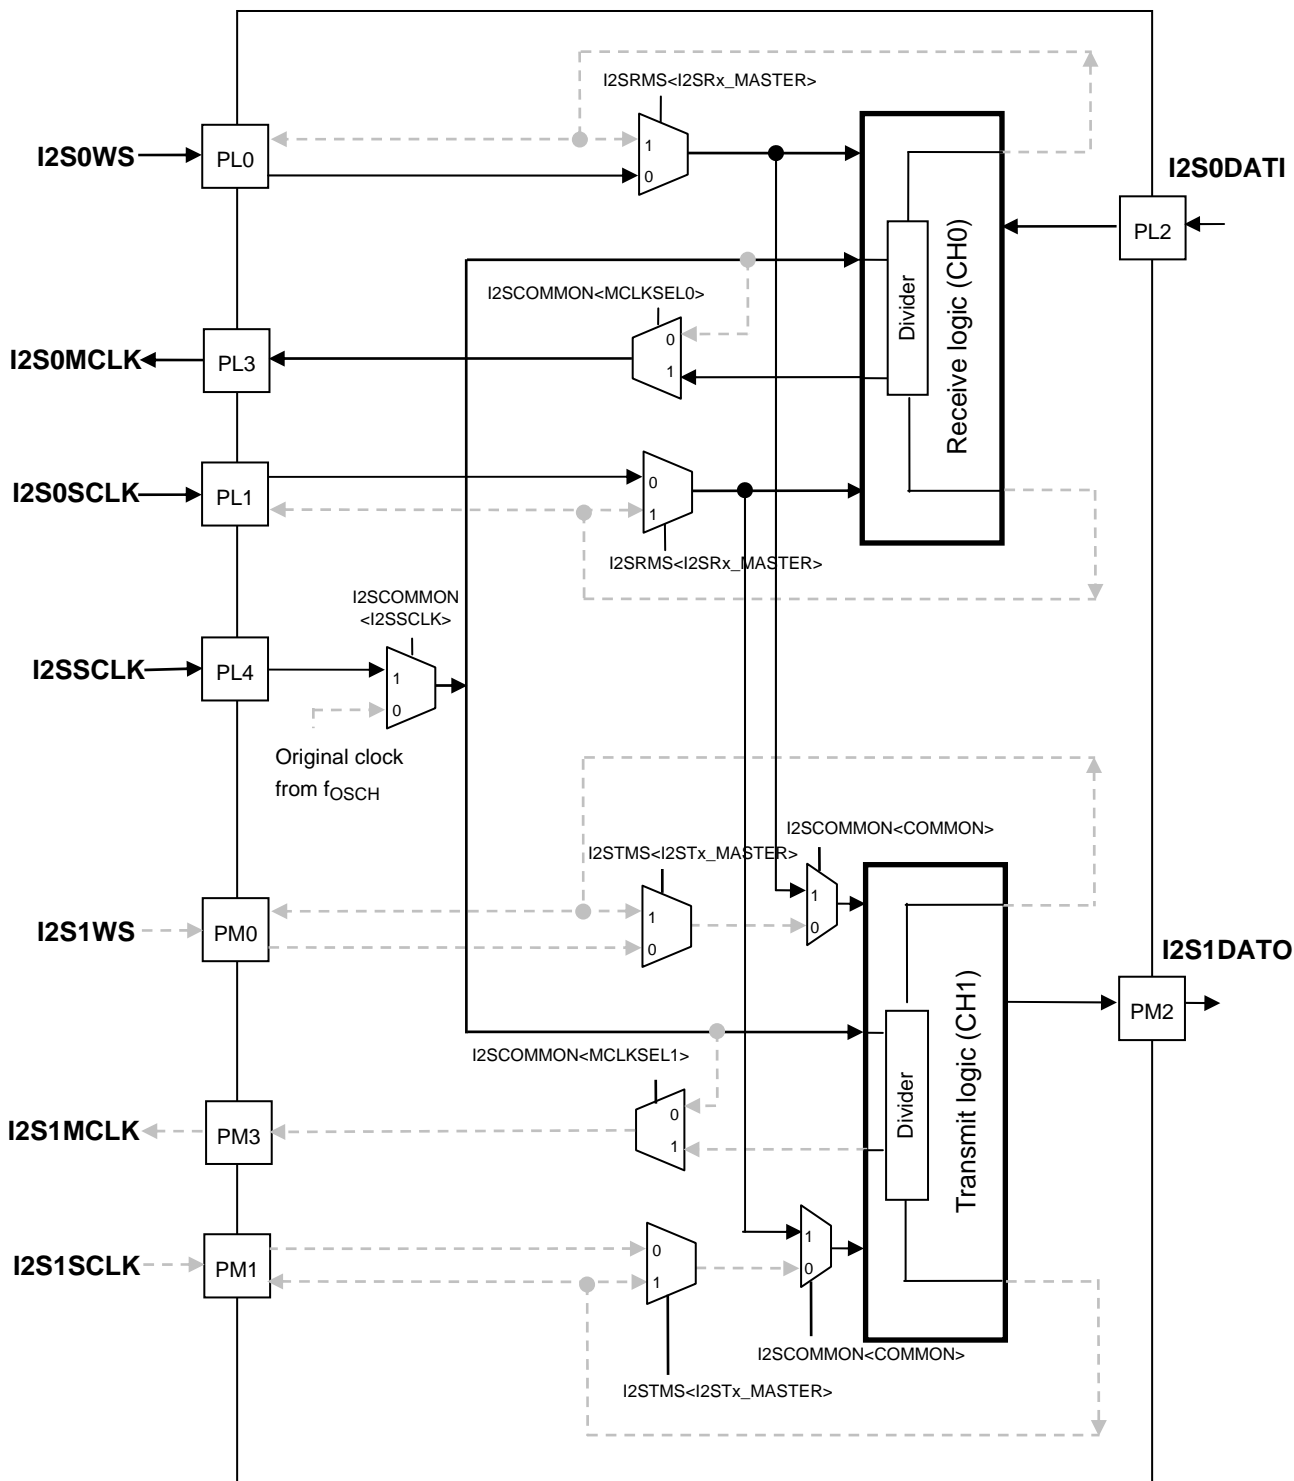 I2SRMS<I2SRx_MASTER>
I2S0WS
PL0
1
0
I2S0DATI
PL2
I2SCOMMON<MCLKSEL0>
0
1
I2S0MCLK
PL3
Divider
Receive logic (CH0)
I2S0SCLK
PL1
0
1
I2SRMS<I2SRx_MASTER>
I2SCOMMON
<I2SSCLK>
I2SSCLK
PL4
1
0
Original clock
from fOSCH
I2SCOMMON<COMMON>
I2STMS<I2STx_MASTER>
1
0
I2S1WS
PM0
1
0
I2S1DATO
PM2
I2SCOMMON<MCLKSEL1>
0
1
I2S1MCLK
PM3
Divider
Transmit logic (CH1)
I2S1SCLK
PM1
0
1
1
0
I2SCOMMON<COMMON>
I2STMS<I2STx_MASTER>